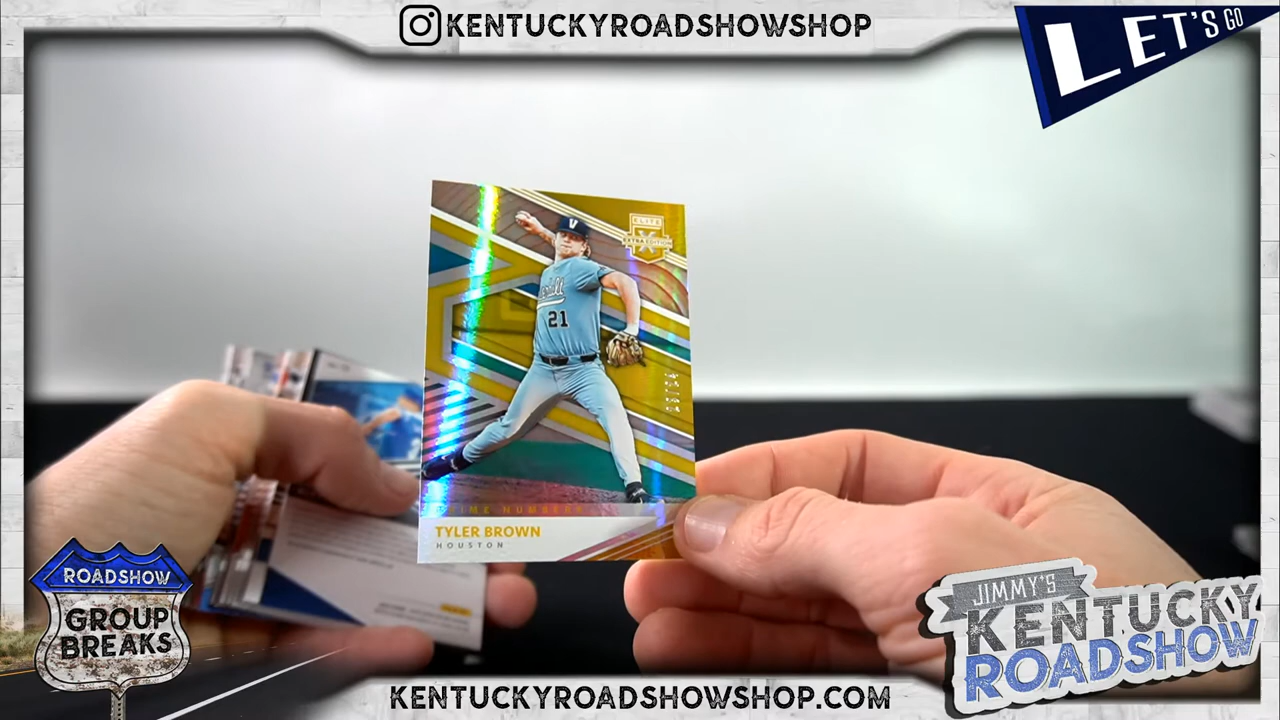 KENTUCKYROADSHOWSHOP
LET'S GO
ELITE
EXTRA EDITION
V
21
TYLER BROWN
HOUSTON
ROADSHOW
GROUP
BREAKS
JIMMY'S
KENTUCKY
ROADSHOW
KENTUCKYROADSHOWSHOP.COM